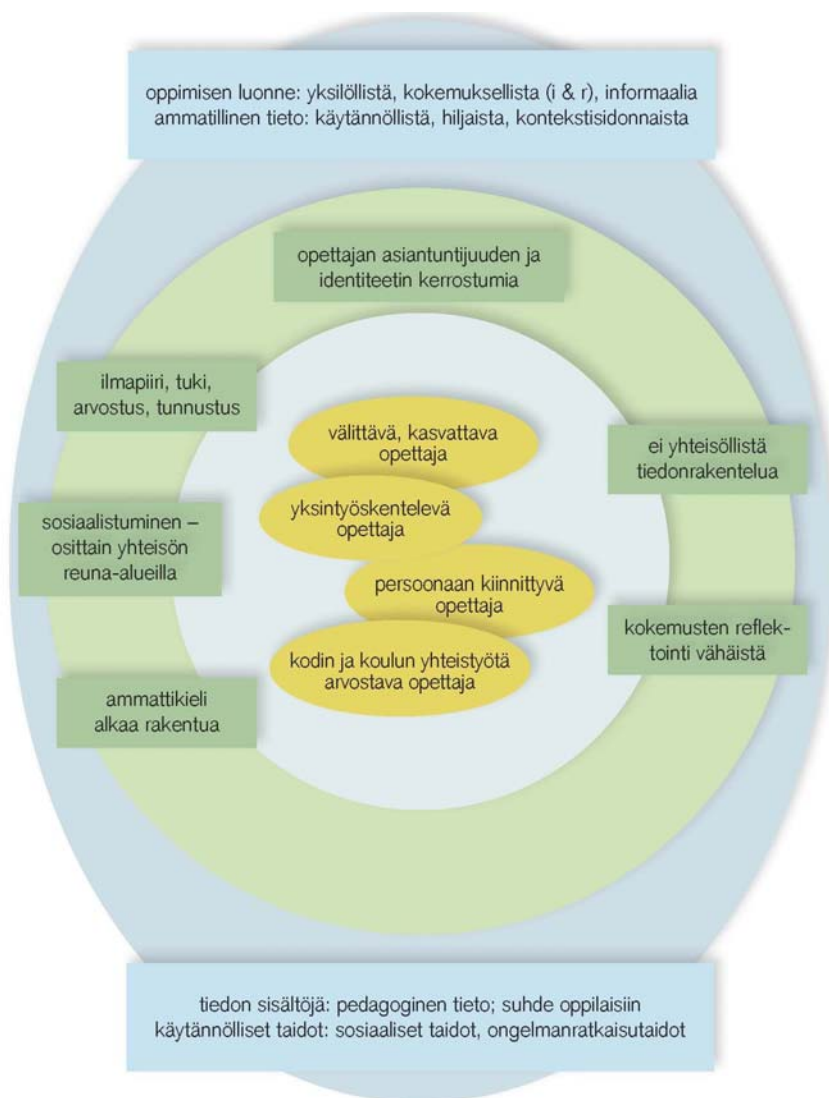 oppimisen luonne: yksilöllistä, kokemuksellista (i & r), informaalia
ammatillinen tieto: käytännöllistä, hiljaista, kontekstisidonnaista
opettajan asiantuntijuuden ja
identiteetin kerrostumia
ilmapiiri, tuki,
arvostus, tunnustus
välittävä, kasvattava
opettaja
ei yhteisöllistä
tiedonrakentelua
yksintyöskentelevä
opettaja
sosiaalistuminen –
osittain yhteisön
reuna-alueilla
persoonaan kiinnittyvä
opettaja
kokemusten reflek-
tointi vähäistä
kodin ja koulun yhteistyötä
arvostava opettaja
ammattikieli
alkaa rakentua
tiedon sisältöjä: pedagoginen tieto; suhde oppilaisiin
käytännölliset taidot: sosiaaliset taidot, ongelmanratkaisutaidot